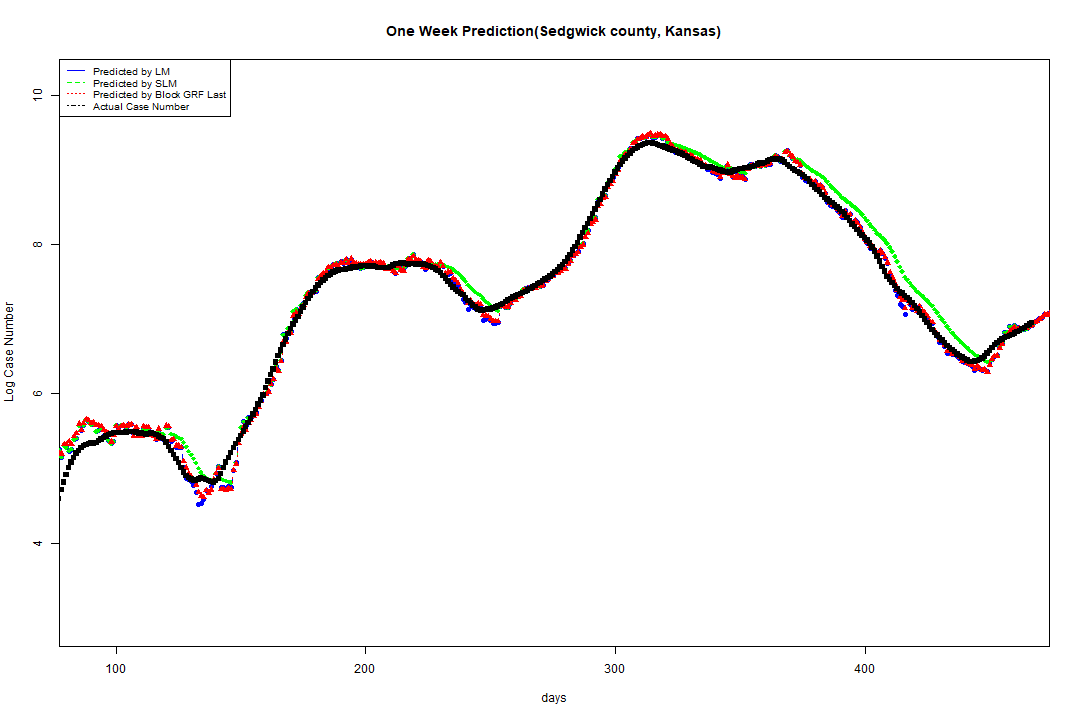 One Week Prediction(Sedgwick county, Kansas)
Predicted by LM
Predicted by SLM
Predicted by Block GRF Last
Actual Case Number
10
8
6
4
Log Case Number
100
200
300
400
days